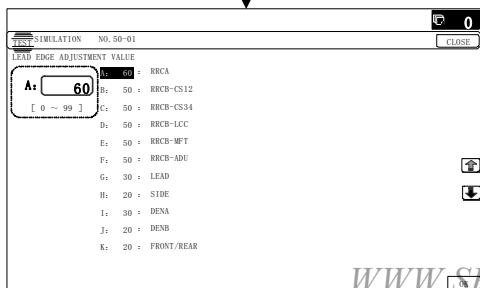 0
TEST SIMULATION NO.50-01
CLOSE
LEAD EDGE ADJUSTMENT VALUE
A: 60
[ 0 ～ 99 ]
A: 60 : RRCA
B: 50 : RRCB-CS12
C: 50 : RRCB-CS34
D: 50 : RRCB-LCC
E: 50 : RRCB-MFT
F: 50 : RRCB-ADU
G: 30 : LEAD
H: 20 : SIDE
I: 30 : DENA
J: 20 : DENB
K: 20 : FRONT/REAR
OK
WWW.